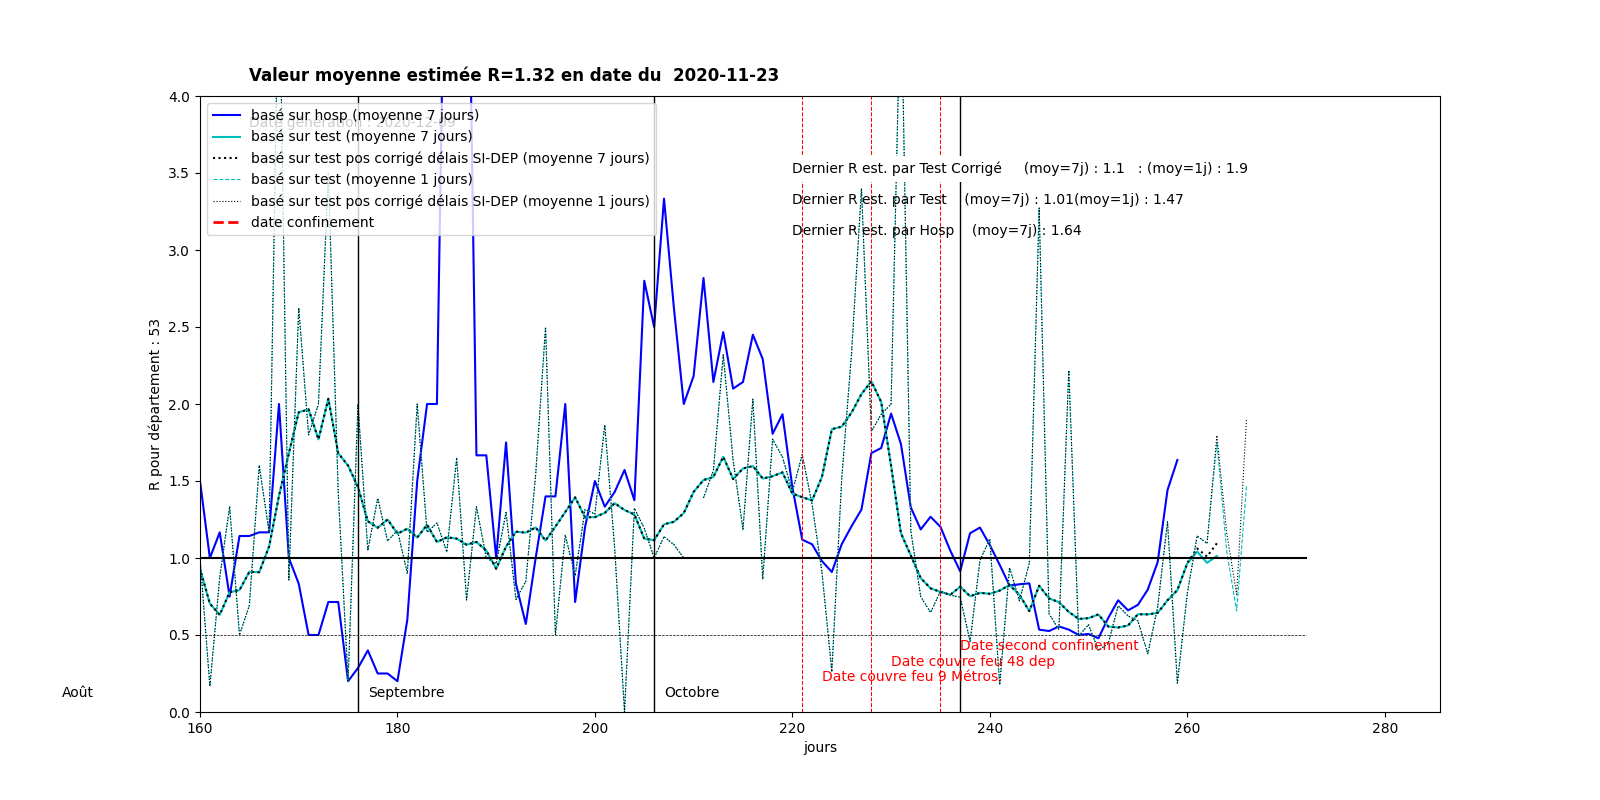 Valeur moyenne estimée R=1.32 en date du  2020-11-23
4.0
3.5
3.0
2.5
2.0
1.5
1.0
0.5
0.0
R pour département : 53
basé sur hosp (moyenne 7 jours)
basé sur test (moyenne 7 jours)
basé sur test pos corrigé délais SI-DEP (moyenne 7 jours)
basé sur test (moyenne 1 jours)
basé sur test pos corrigé délais SI-DEP (moyenne 1 jours)
date confinement
Dernier R est. par Test Corrigé     (moy=7j) : 1.1   : (moy=1j) : 1.9
Dernier R est. par Test    (moy=7j) : 1.01(moy=1j) : 1.47
Dernier R est. par Hosp    (moy=7j) : 1.64
Date second confinement
Date couvre feu 48 dep
Date couvre feu 9 Métros
Août
Septembre
Octobre
160
180
200
220
240
260
280
jours